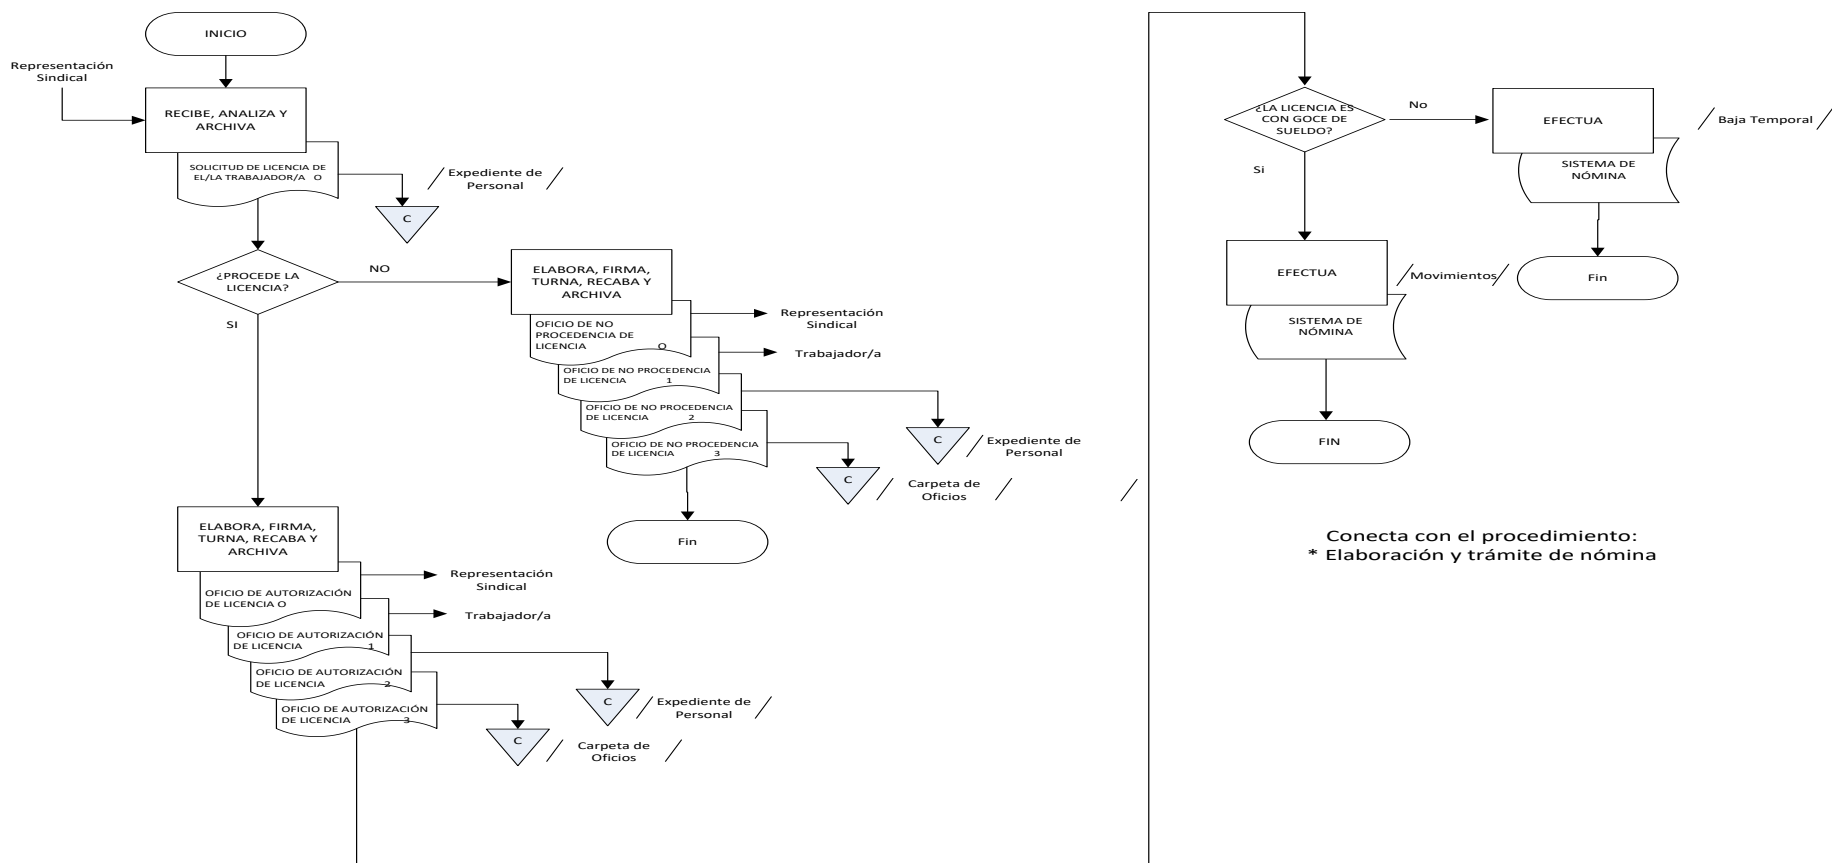 INICIO
Representación
Sindical
RECIBE, ANALIZA Y
ARCHIVA
SOLICITUD DE LICENCIA DE
EL/LA TRABAJADOR/A O
C
/ Expediente de /
Personal
¿PROCEDE LA
LICENCIA?
NO
SI
ELABORA, FIRMA,
TURNA, RECABA Y
ARCHIVA
OFICIO DE NO
PROCEDENCIA DE
LICENCIA O
Representación
Sindical
OFICIO DE NO PROCEDENCIA
DE LICENCIA 1
Trabajador/a
OFICIO DE NO PROCEDENCIA
DE LICENCIA 2
C
/ Expediente de
Personal
OFICIO DE NO PROCEDENCIA
DE LICENCIA 3
C
/ Carpeta de / /
Oficios
Fin
ELABORA, FIRMA,
TURNA, RECABA Y
ARCHIVA
OFICIO DE AUTORIZACIÓN
DE LICENCIA O
Representación
Sindical
OFICIO DE AUTORIZACIÓN
DE LICENCIA 1
Trabajador/a
OFICIO DE AUTORIZACIÓN
DE LICENCIA 2
C
/ Expediente de /
Personal
OFICIO DE AUTORIZACIÓN
DE LICENCIA 3
C
/ Carpeta de /
Oficios
¿LA LICENCIA ES
CON GOCE DE
SUELDO?
No
Si
EFECTUA
/ Baja Temporal /
SISTEMA DE
NÓMINA
Fin
EFECTUA
/Movimientos/
SISTEMA DE
NÓMINA
FIN
Conecta con el procedimiento:
* Elaboración y trámite de nómina